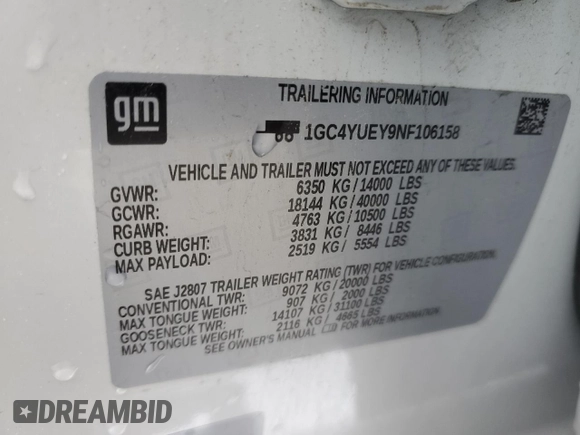 gm
TRAILERING INFORMATION
1GC4YUEY9NF106158
VEHICLE AND TRAILER MUST NOT EXCEED ANY OF THESE VALUES.
GVWR: 6350 KG/14000 LBS
GCWR: 18144 KG/40000 LBS
RGAWR: 4763 KG/10500 LBS
CURB WEIGHT: 3831 KG/ 8446 LBS
MAX PAYLOAD: 2519 KG/ 5554 LBS
SAE J2807 TRAILER WEIGHT RATING (TWR) FOR VEHICLE CONFIGURATION.
CONVENTIONAL TWR: 9072 KG/20000 LBS
MAX TONGUE WEIGHT: 907 KG/ 2000 LBS
GOOSENECK TWR: 14107 KG/31100 LBS
MAX TONGUE WEIGHT: 2116 KG/ 4665 LBS
SEE OWNER'S MANUAL FOR MORE INFORMATION
DREAMBID